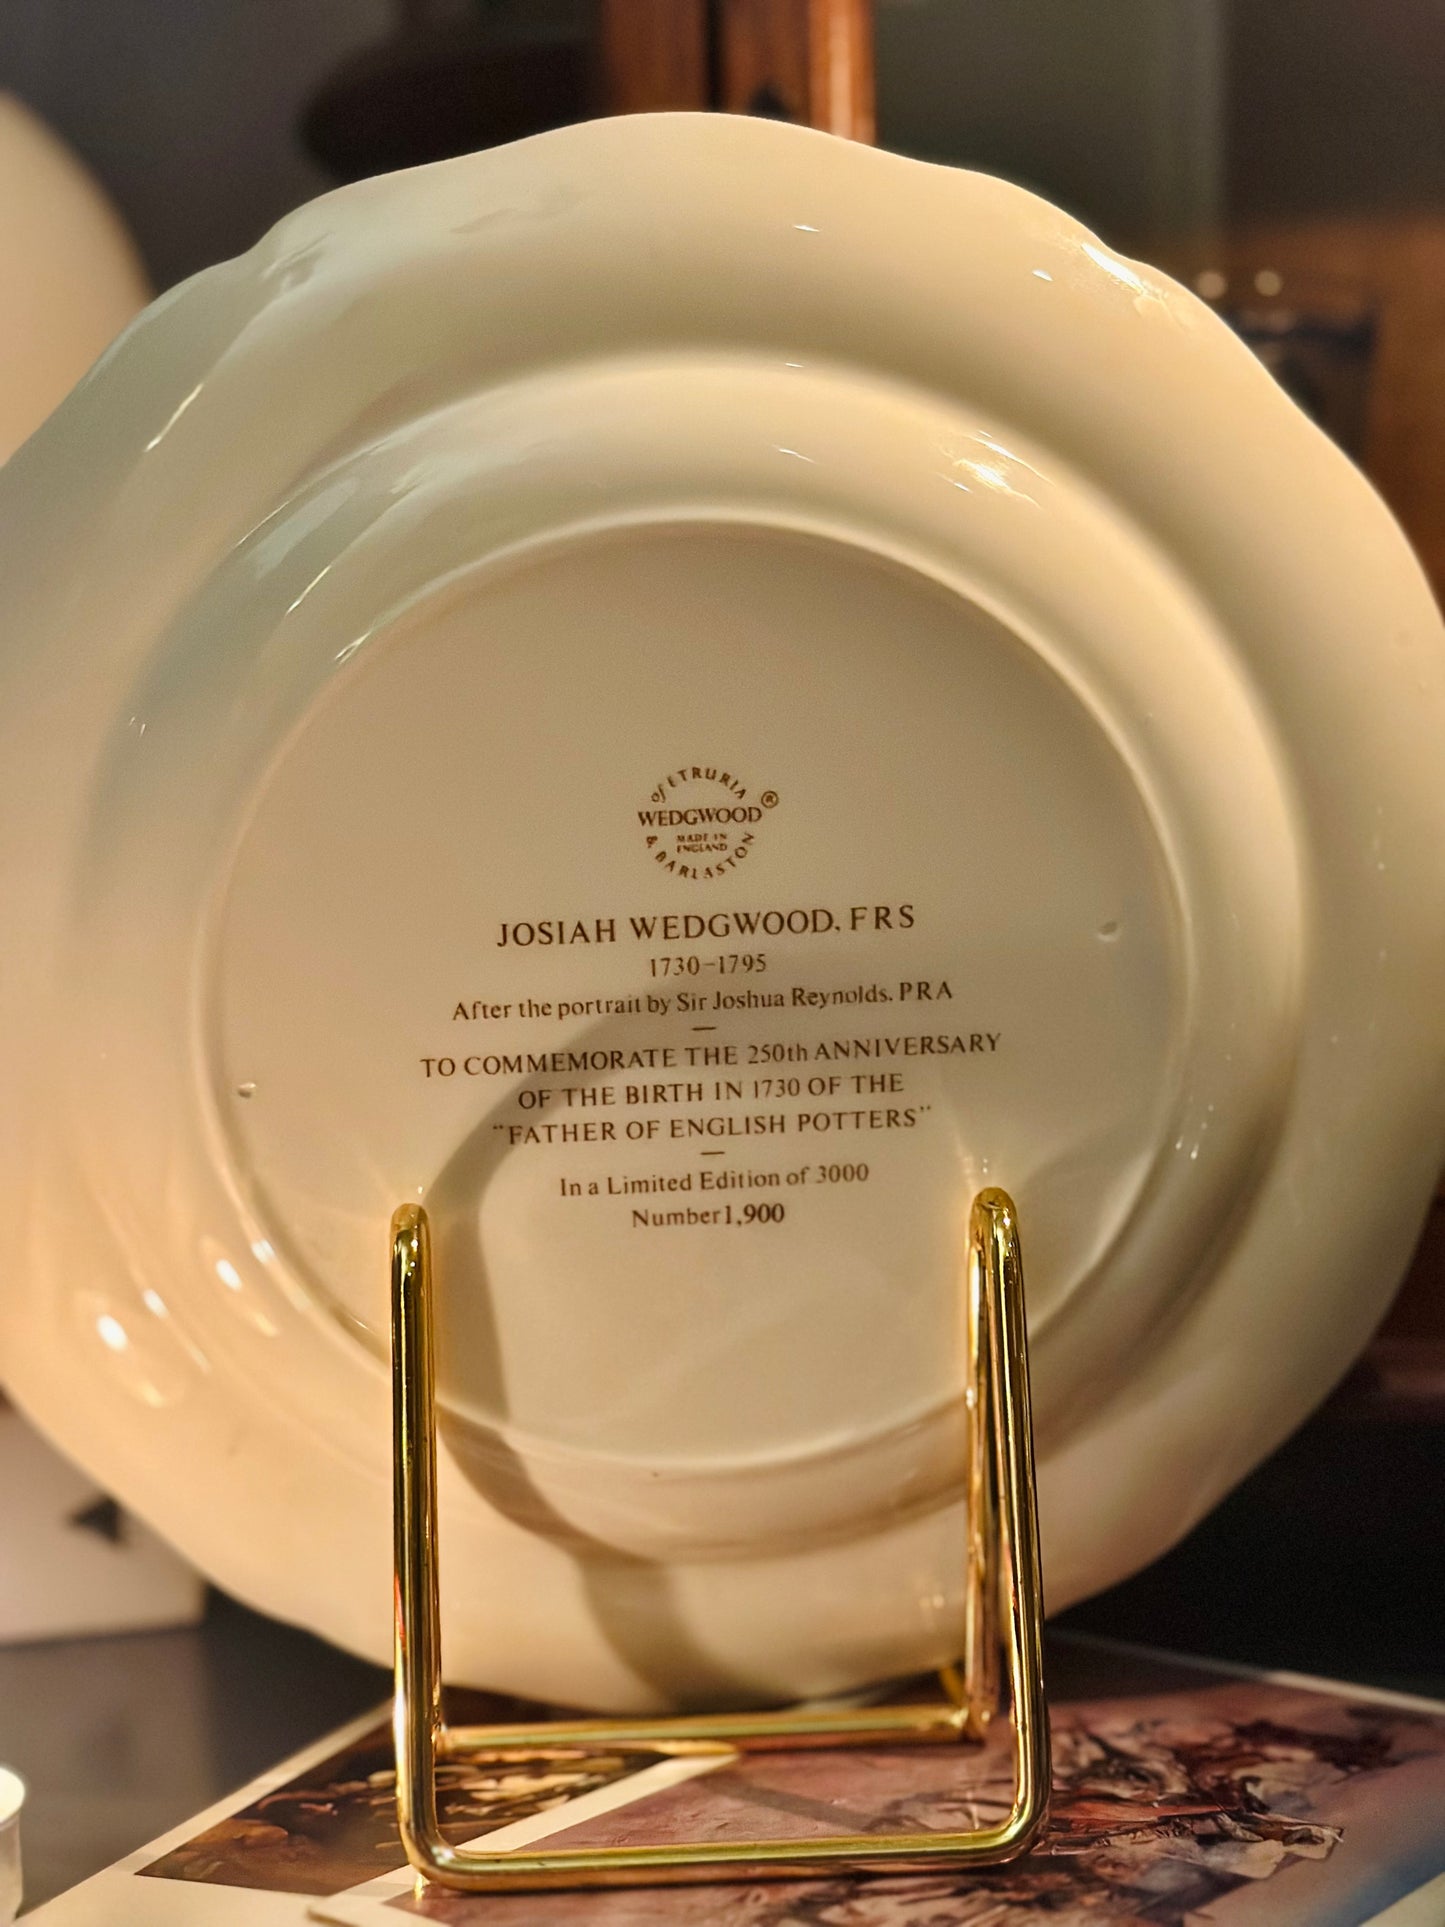 of ETRURIA
WEDGWOOD®
MADE IN
ENGLAND
& BARLASTON
JOSIAH WEDGWOOD, FRS
1730–1795
After the portrait by Sir Joshua Reynolds. PRA
TO COMMEMORATE THE 250th ANNIVERSARY
OF THE BIRTH IN 1730 OF THE
“FATHER OF ENGLISH POTTERS”
In a Limited Edition of 3000
Number 1,900